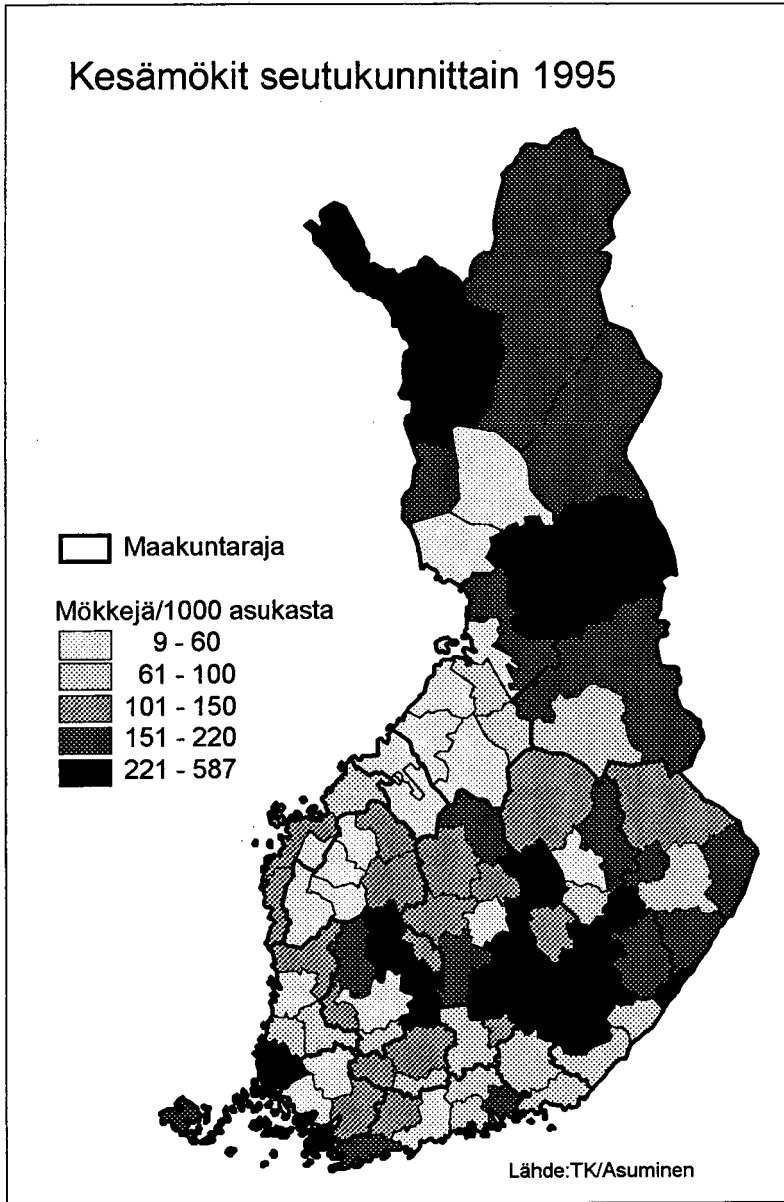 Kesämökit seutukunnittain 1995
Maakuntaraja
Mökkejä/1000 asukasta
9 - 60
61 - 100
101 - 150
151 - 220
221 - 587
Lähde:TK/Asuminen